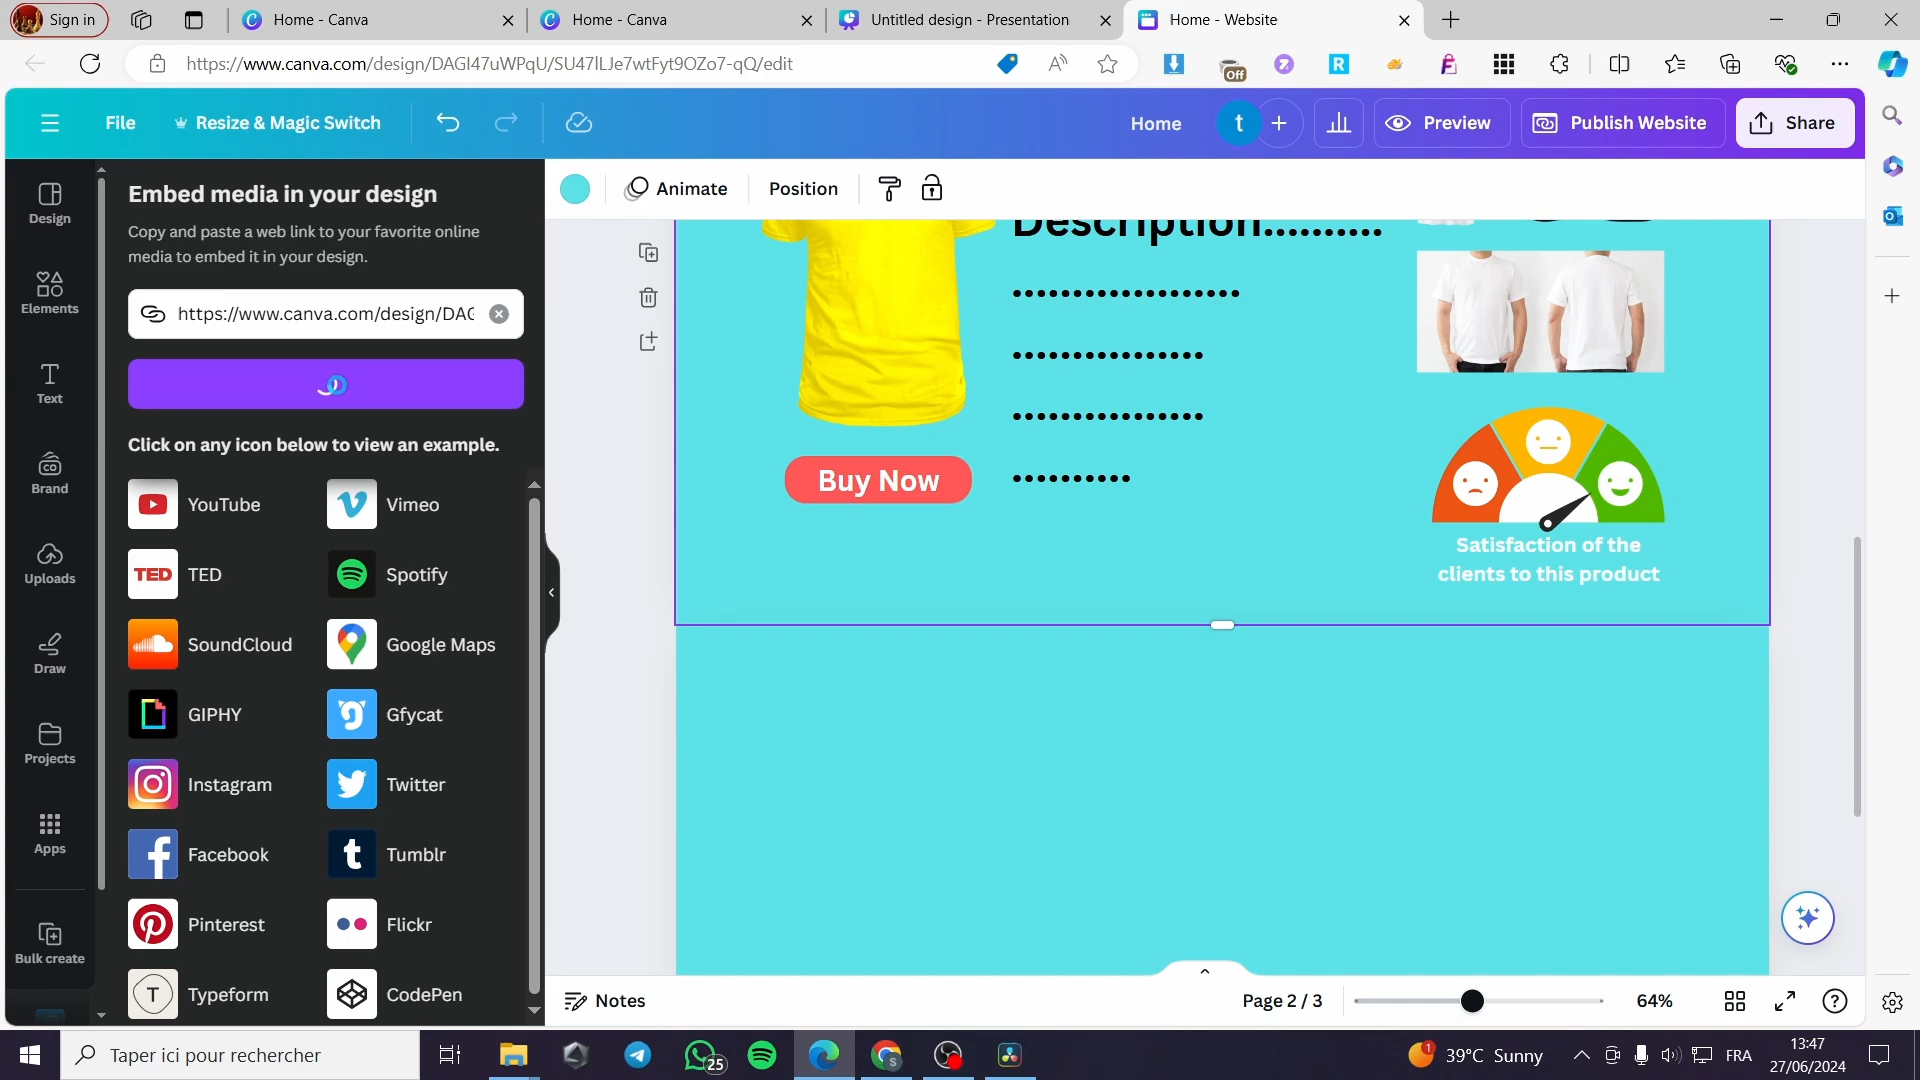 Sign in
Home - Canva
Home - Canva
Untitled design - Presentation
Home - Website
https://www.canva.com/design/DAGI47uWPqU/SU47lLJe7wtFyt9OZo7-qQ/edit
Off
File
Resize & Magic Switch
Home
t
Preview
Publish Website
Share
Design
Elements
Text
Brand
Uploads
Draw
Projects
Apps
Bulk create
Embed media in your design
Copy and paste a web link to your favorite online
media to embed it in your design.
https://www.canva.com/design/DAG
Click on any icon below to view an example.
YouTube
Vimeo
TED
TED
Spotify
SoundCloud
Google Maps
GIPHY
Gfycat
Instagram
Twitter
Facebook
Tumblr
Pinterest
Flickr
T
Typeform
CodePen
Animate
Position
Description..........
...................
................
................
..........
Buy Now
Satisfaction of the
clients to this product
Notes
Page 2 / 3
64%
Taper ici pour rechercher
25
39°C Sunny
FRA
13:47
27/06/2024